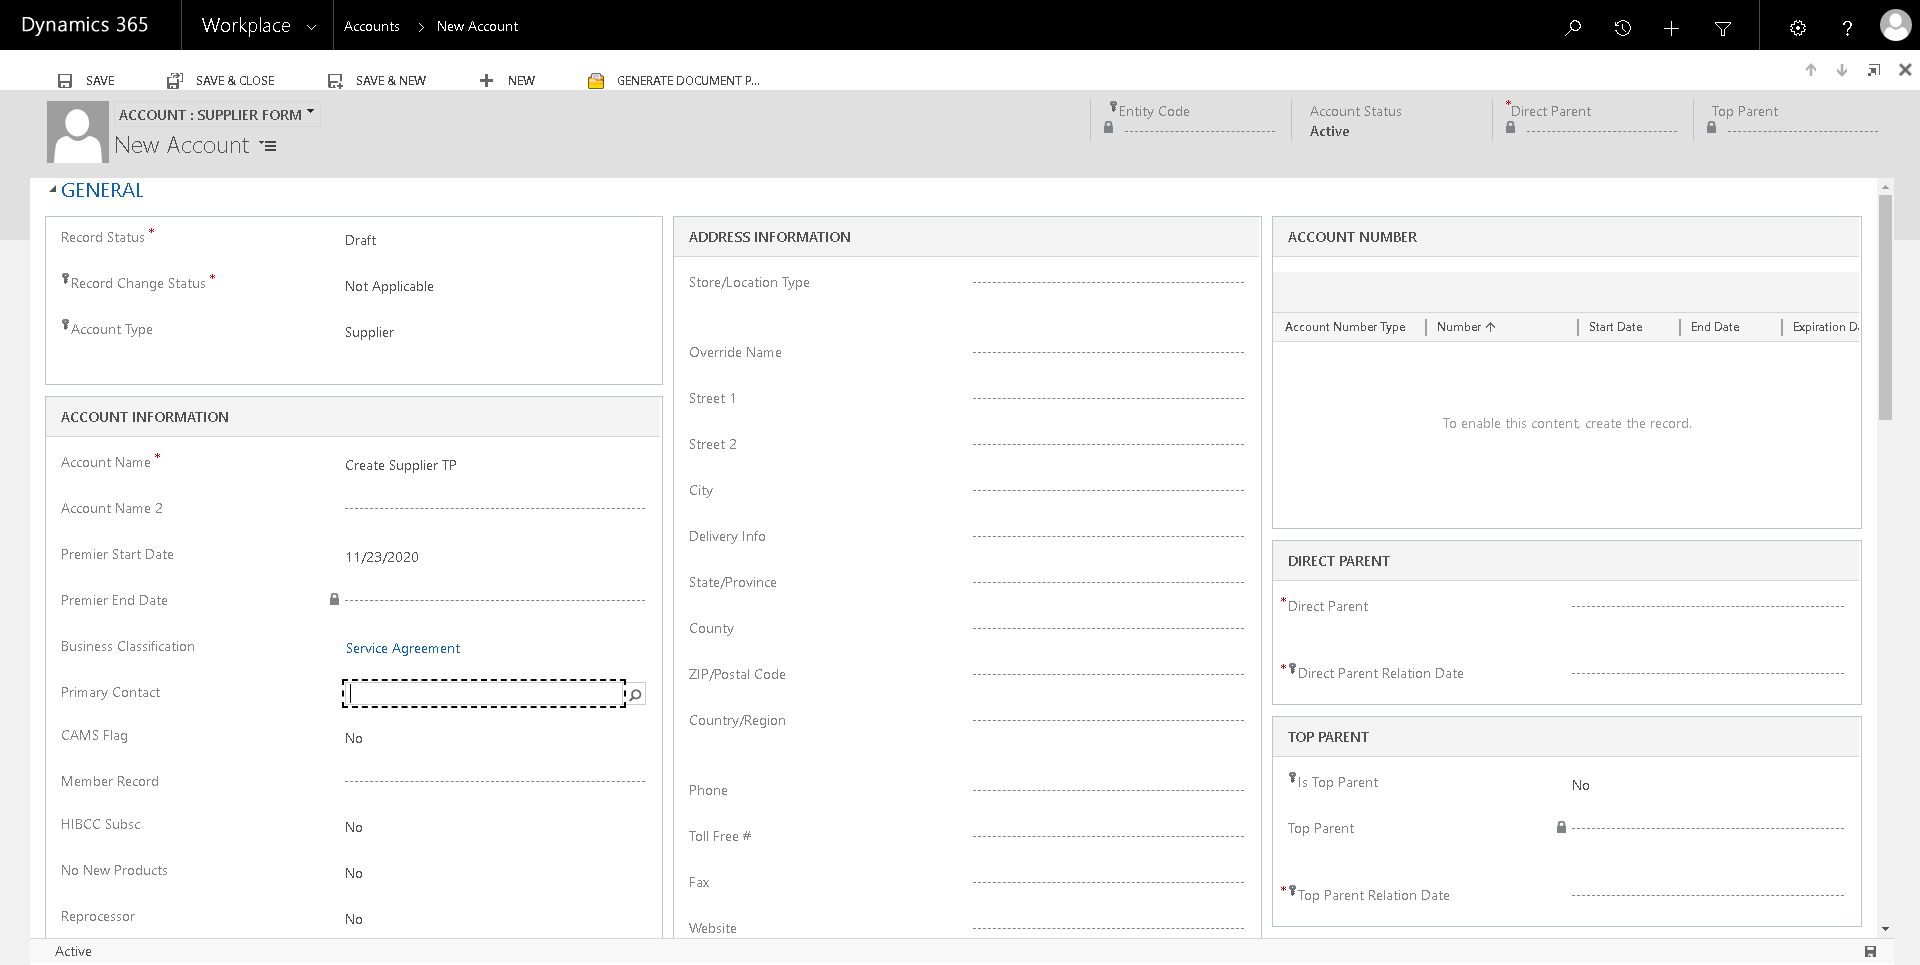 Dynamics 365
Workplace
Accounts > New Account
?
SAVE
SAVE & CLOSE
SAVE & NEW
NEW
GENERATE DOCUMENT P...
ACCOUNT : SUPPLIER FORM
New Account
Entity Code
Account Status
Active
*Direct Parent
Top Parent
GENERAL
Record Status *
Draft
Record Change Status *
Not Applicable
Account Type
Supplier
ACCOUNT INFORMATION
Account Name *
Create Supplier TP
Account Name 2
Premier Start Date
11/23/2020
Premier End Date
Business Classification
Service Agreement
Primary Contact
CAMS Flag
No
Member Record
HIBCC Subsc
No
No New Products
No
Reprocessor
No
ADDRESS INFORMATION
Store/Location Type
Override Name
Street 1
Street 2
City
Delivery Info
State/Province
County
ZIP/Postal Code
Country/Region
Phone
Toll Free #
Fax
Website
ACCOUNT NUMBER
Account Number Type
Number
Start Date
End Date
Expiration D
To enable this content, create the record.
DIRECT PARENT
*Direct Parent
*Direct Parent Relation Date
TOP PARENT
Is Top Parent
No
Top Parent
*Top Parent Relation Date
Active